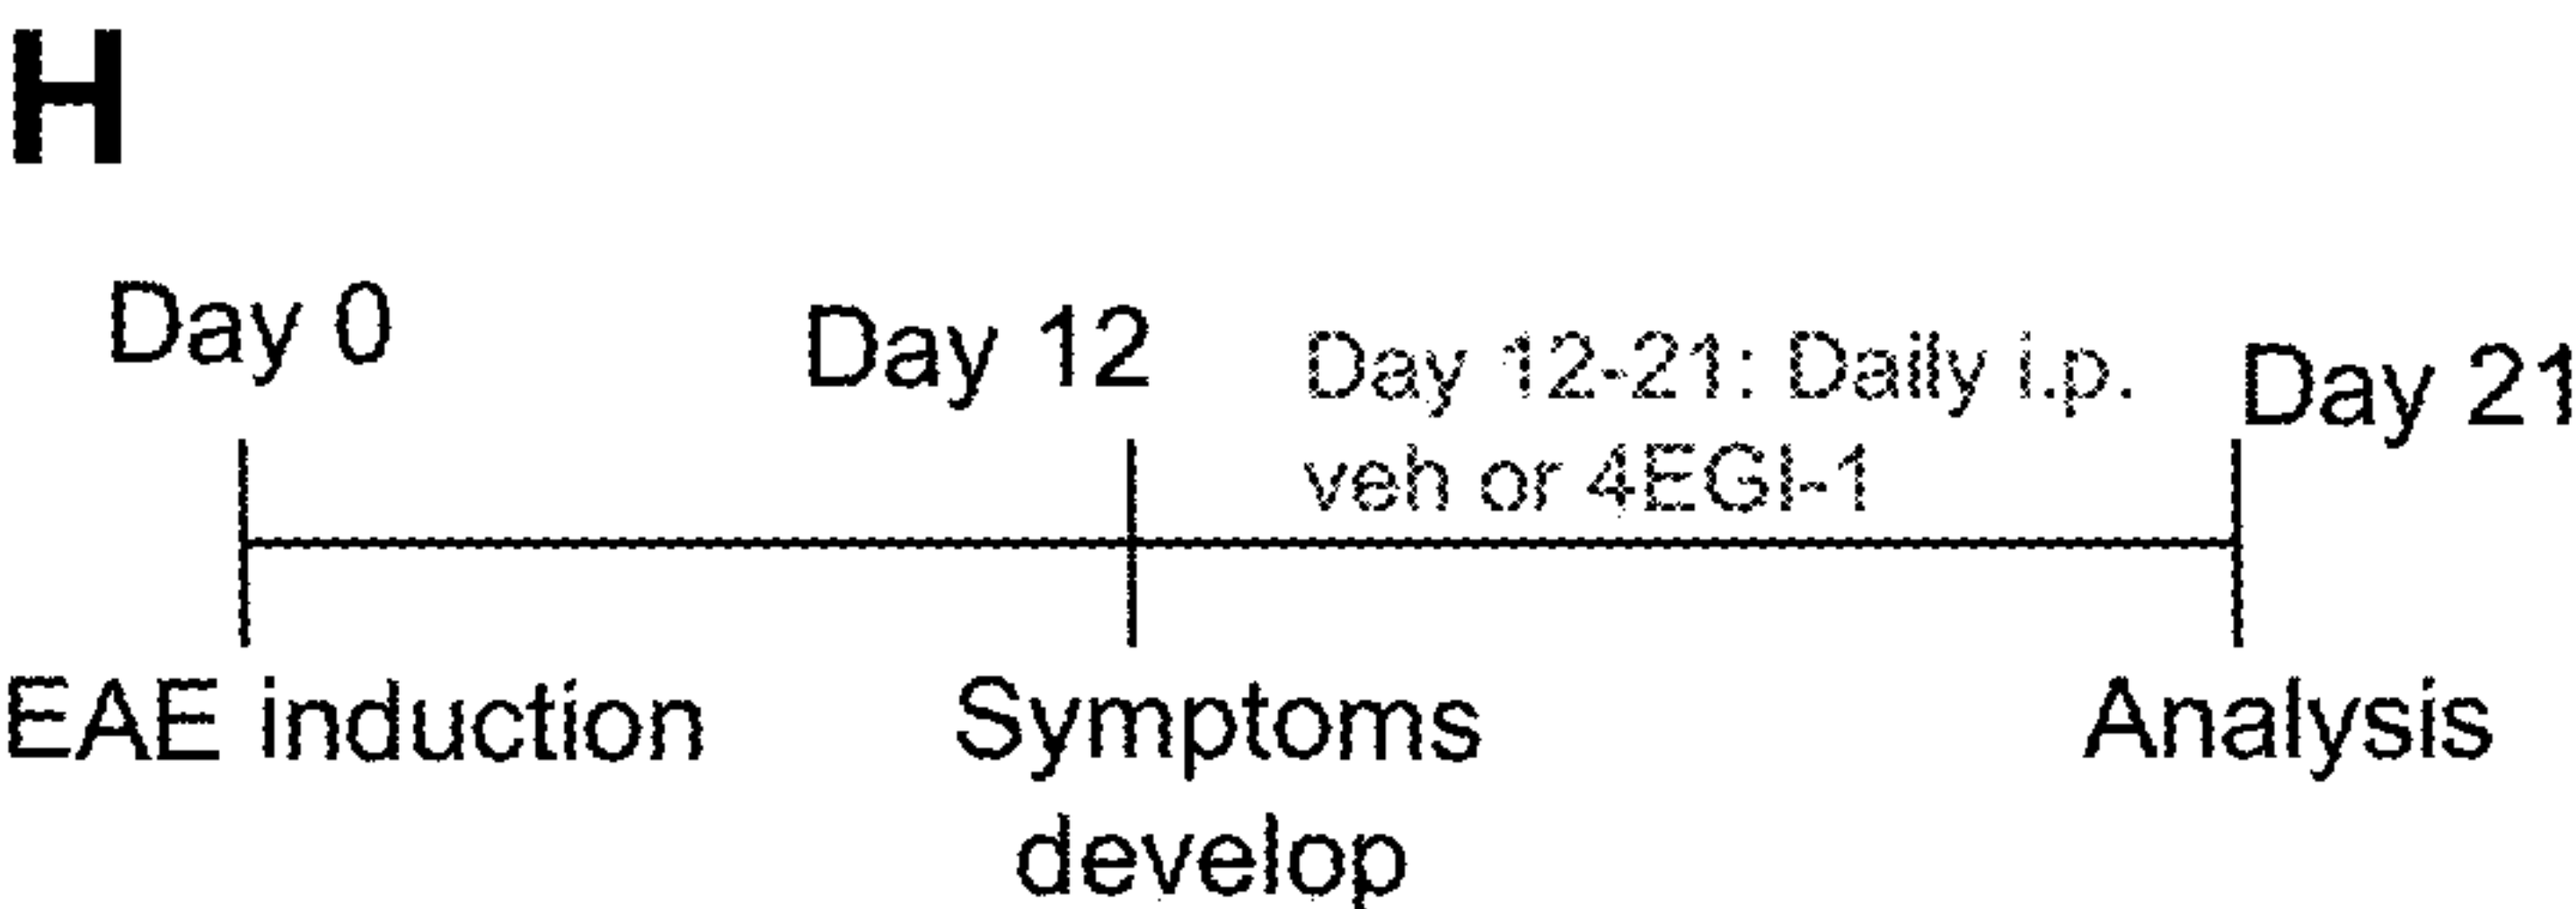 H
Day 0
Day 12
Day 12-21: Daily i.p.
veh or 4EGI-1
Day 21
EAE induction
Symptoms
develop
Analysis